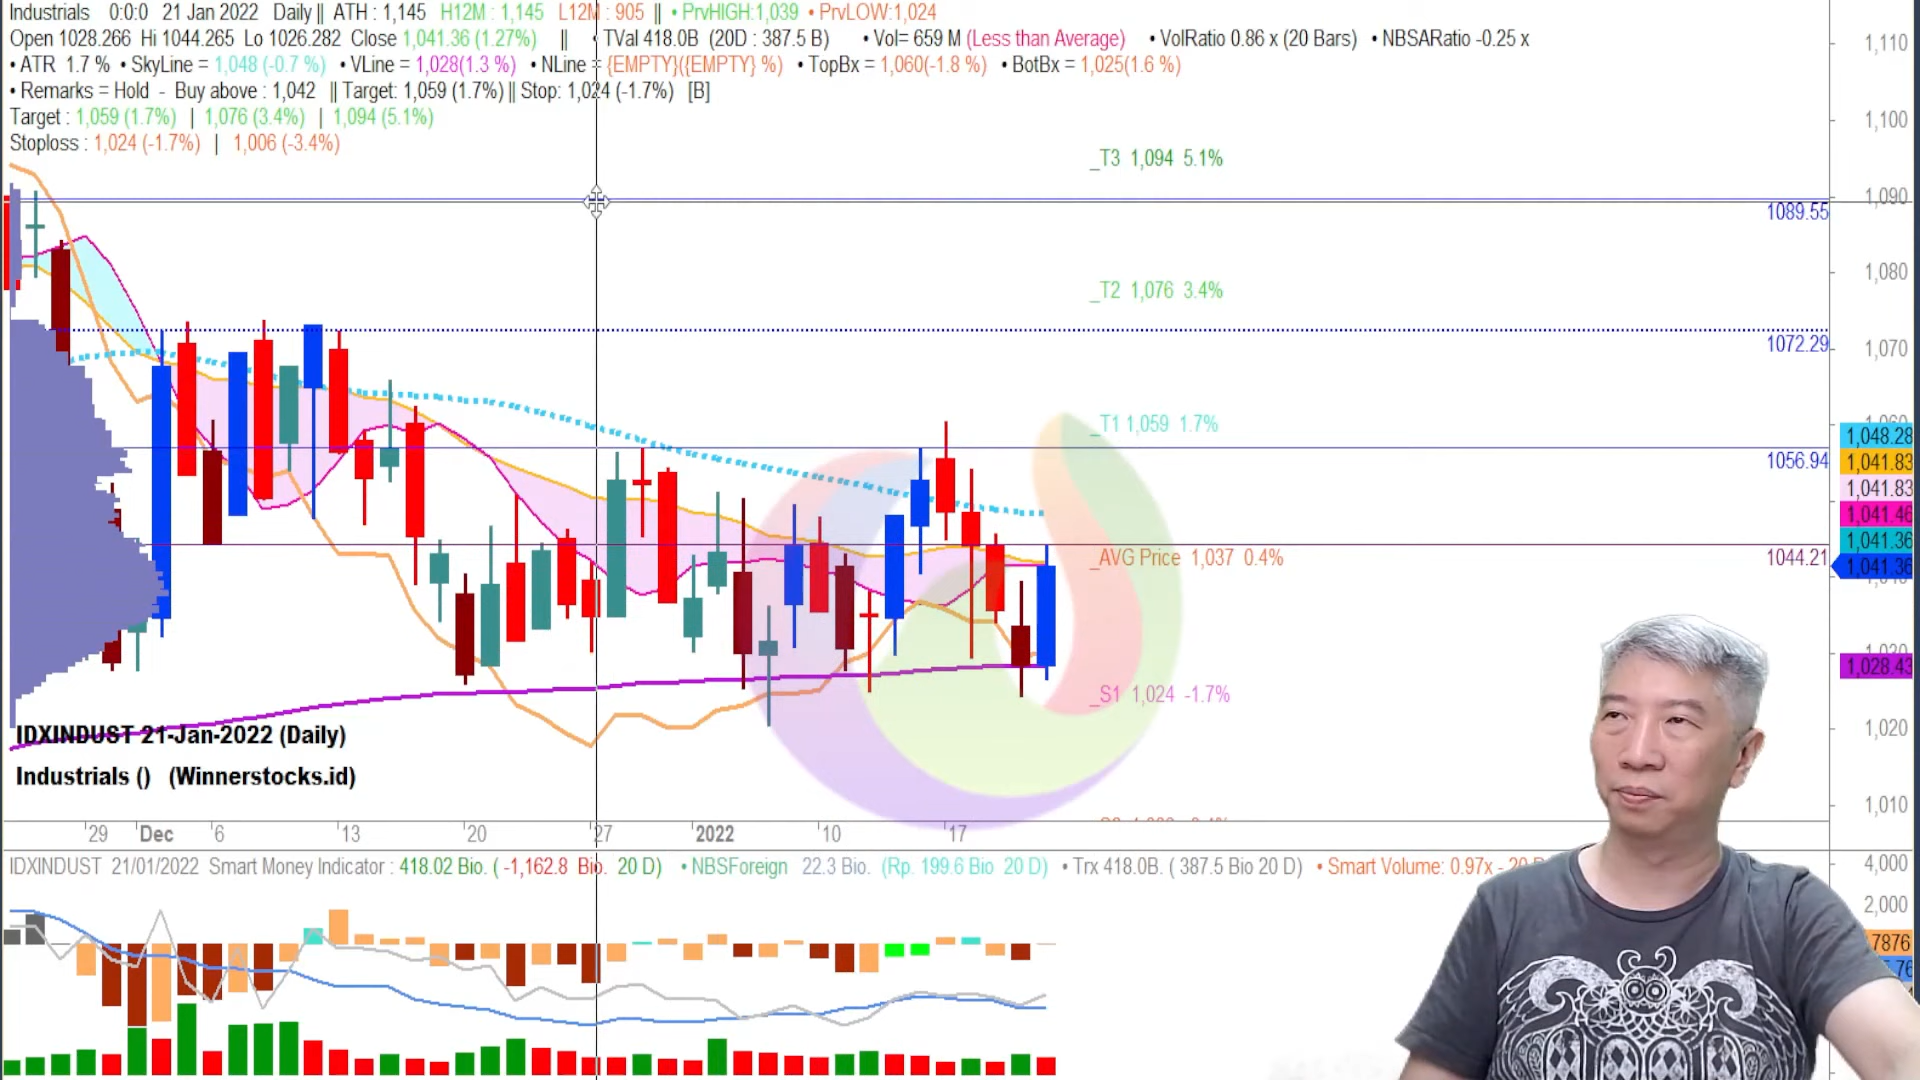 Industrials 0:0:0 21 Jan 2022 Daily || ATH : 1,145 H12M : 1,145 L12M : 905 || • PrvHIGH:1,039 • PrvLOW:1,024
Open 1028.266 Hi 1044.265 Lo 1026.282 Close 1,041.36 (1.27%) || • TVal 418.0B (20D : 387.5 B) • Vol= 659 M (Less than Average) • VolRatio 0.86 x (20 Bars) • NBSARatio -0.25 x
• ATR 1.7 % • SkyLine = 1,048 (-0.7 %) • VLine = 1,028(1.3 %) • NLine = {EMPTY}({EMPTY} %) • TopBx = 1,060(-1.8 %) • BotBx = 1,025(1.6 %)
• Remarks = Hold - Buy above : 1,042 || Target: 1,059 (1.7%) || Stop: 1,024 (-1.7%) [B]
Target : 1,059 (1.7%) | 1,076 (3.4%) | 1,094 (5.1%)
Stoploss : 1,024 (-1.7%) | 1,006 (-3.4%)
1,110
1,100
_T3 1,094 5.1%
1,090
1089.55
1,080
_T2 1,076 3.4%
1072.29
1,070
_T1 1,059 1.7%
1,048.28
1056.94
1,041.83
1,041.83
1,041.46
1,041.36
_AVG Price 1,037 0.4%
1044.21
1,041.36
1,028.43
_S1 1,024 -1.7%
1,020
IDXINDUST 21-Jan-2022 (Daily)
Industrials () (Winnerstocks.id)
1,010
29 Dec 6 13 20 27 2022 10 17
IDXINDUST 21/01/2022 Smart Money Indicator : 418.02 Bio. ( -1,162.8 Bio. 20 D) • NBSForeign 22.3 Bio. (Rp. 199.6 Bio 20 D) • Trx 418.0B. ( 387.5 Bio 20 D) • Smart Volume: 0.97x - 20
4,000
2,000
7876